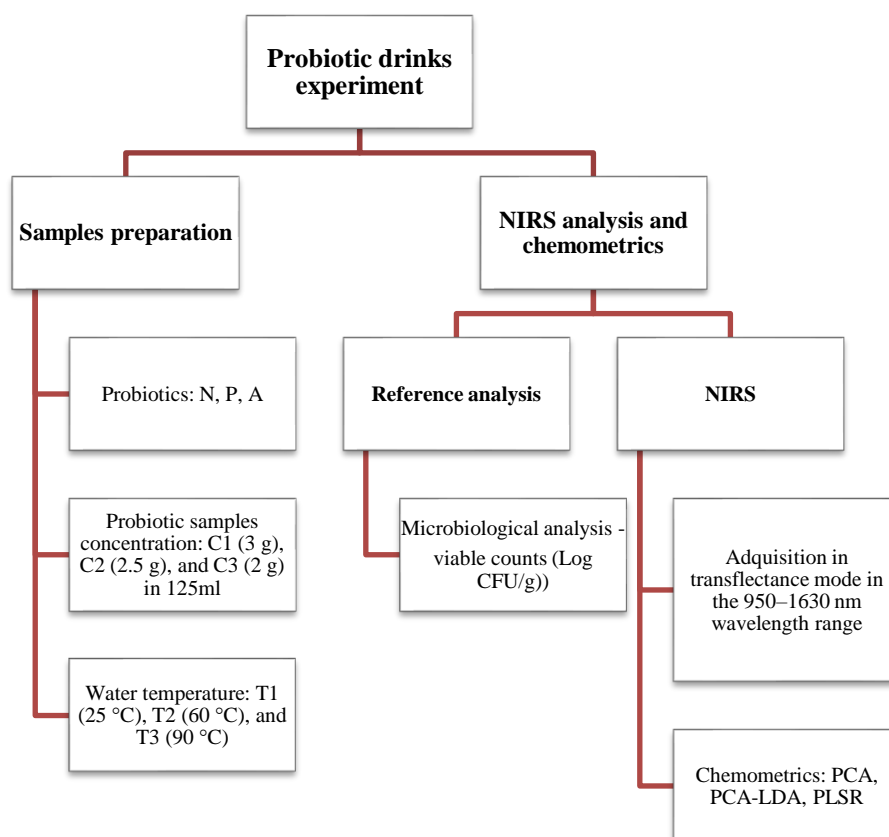 Probiotic drinks
experiment
Samples preparation
NIRS analysis and
chemometrics
Probiotics: N, P, A
Reference analysis
NIRS
Probiotic samples
concentration: C1 (3 g),
C2 (2.5 g), and C3 (2 g)
in 125ml
Microbiological analysis -
viable counts (Log
CFU/g))
Adquisition in
transflectance mode in
the 950–1630 nm
wavelength range
Water temperature: T1
(25 °C), T2 (60 °C), and
T3 (90 °C)
Chemometrics: PCA,
PCA-LDA, PLSR